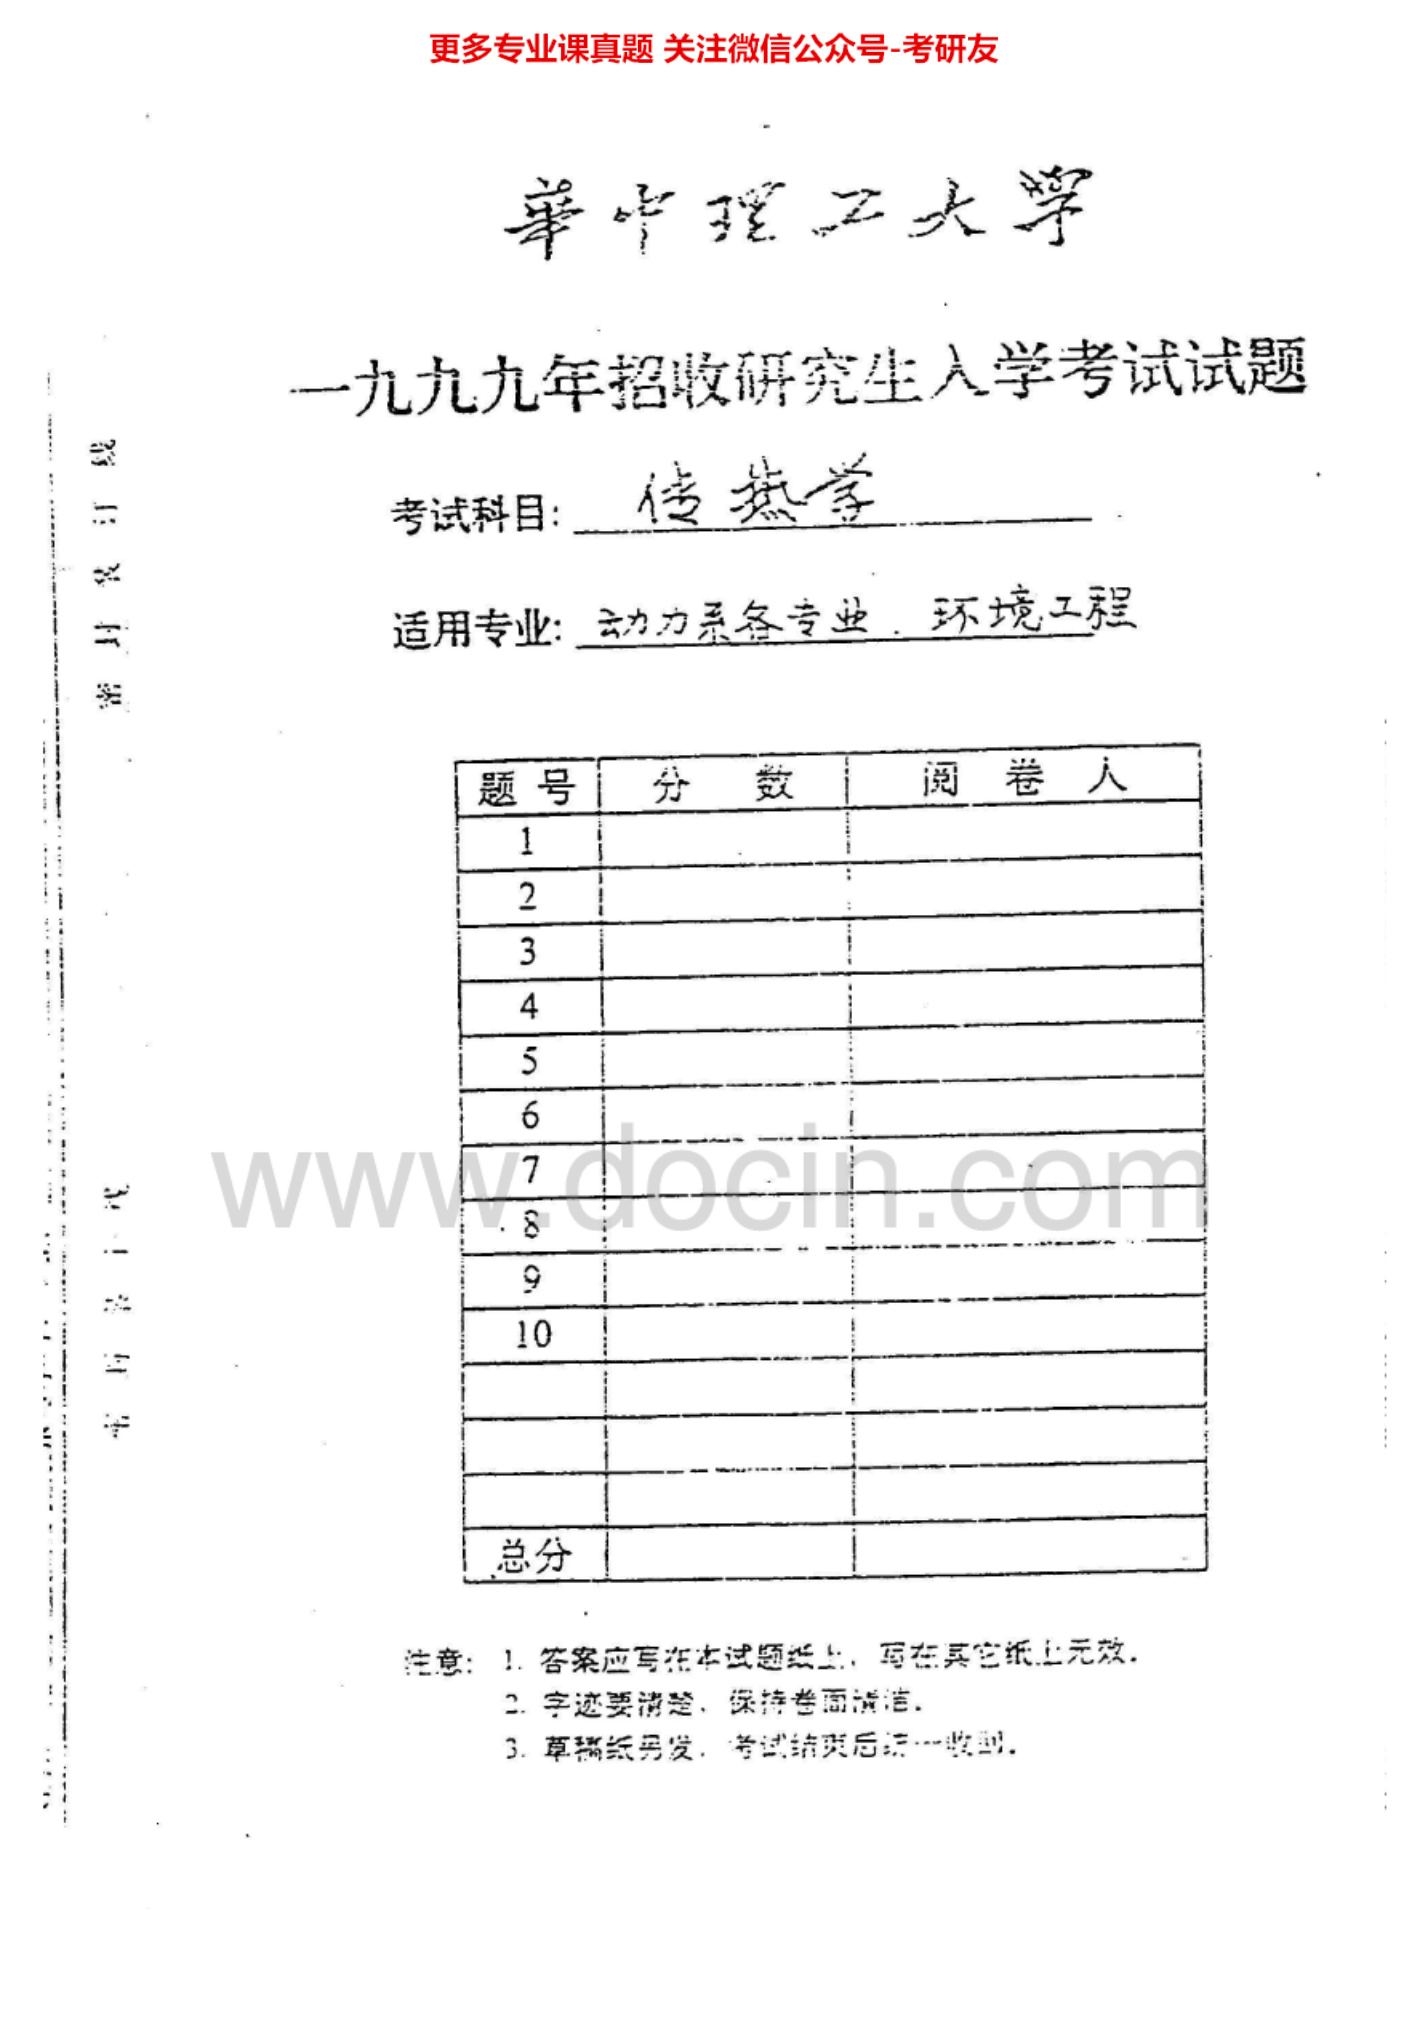 更多专业课真题 关注微信公众号-考研友
華中理工大学
一九九九年招收研究生入学考试试题
考试科目: 传热学
适用专业: 动力系各专业．环境工程
题号 分 数 阅 卷 人
1
2
3
4
5
6
7
8
9
10
总分
www.docin.com
注意: 1. 答案应写在本试题纸上，写在其它纸上无效．
2. 字迹要清楚、保持卷面清洁．
3. 草稿纸另发，考试结束后统一收回．
密 封 装 订 线